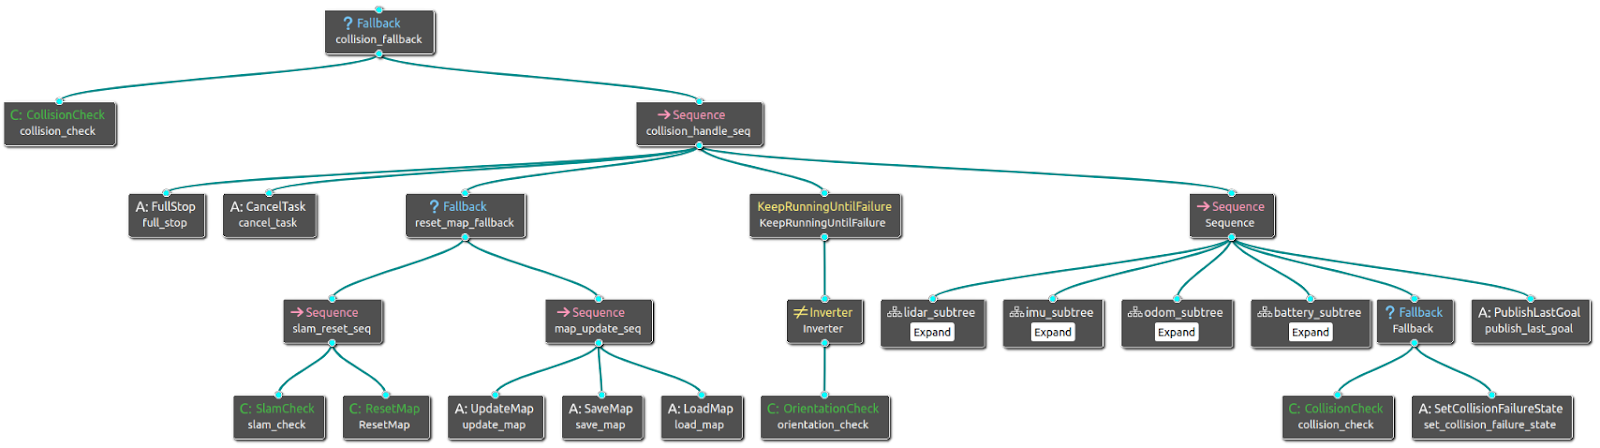 ? Fallback
collision_fallback
C: CollisionCheck
collision_check
→ Sequence
collision_handle_seq
A: FullStop
full_stop
A: CancelTask
cancel_task
? Fallback
reset_map_fallback
KeepRunningUntilFailure
KeepRunningUntilFailure
→ Sequence
Sequence
→ Sequence
slam_reset_seq
→ Sequence
map_update_seq
≠ Inverter
Inverter
lidar_subtree
Expand
imu_subtree
Expand
odom_subtree
Expand
battery_subtree
Expand
? Fallback
Fallback
A: PublishLastGoal
publish_last_goal
C: SlamCheck
slam_check
C: ResetMap
ResetMap
A: UpdateMap
update_map
A: SaveMap
save_map
A: LoadMap
load_map
C: OrientationCheck
orientation_check
C: CollisionCheck
collision_check
A: SetCollisionFailureState
set_collision_failure_state